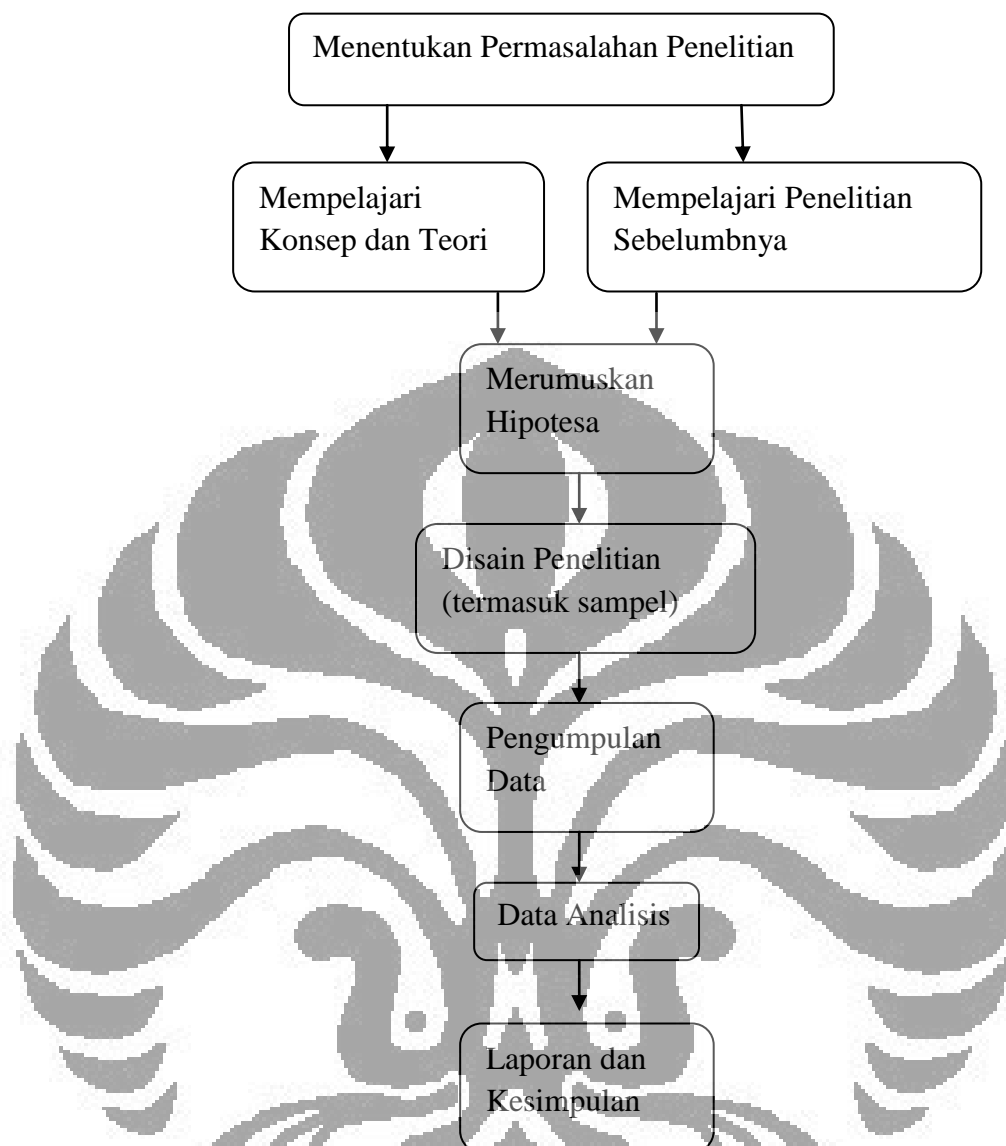 Menentukan Permasalahan Penelitian
Mempelajari
Konsep dan Teori
Mempelajari Penelitian
Sebelumbnya
Merumuskan
Hipotesa
Disain Penelitian
(termasuk sampel)
Pengumpulan
Data
Data Analisis
Laporan dan
Kesimpulan